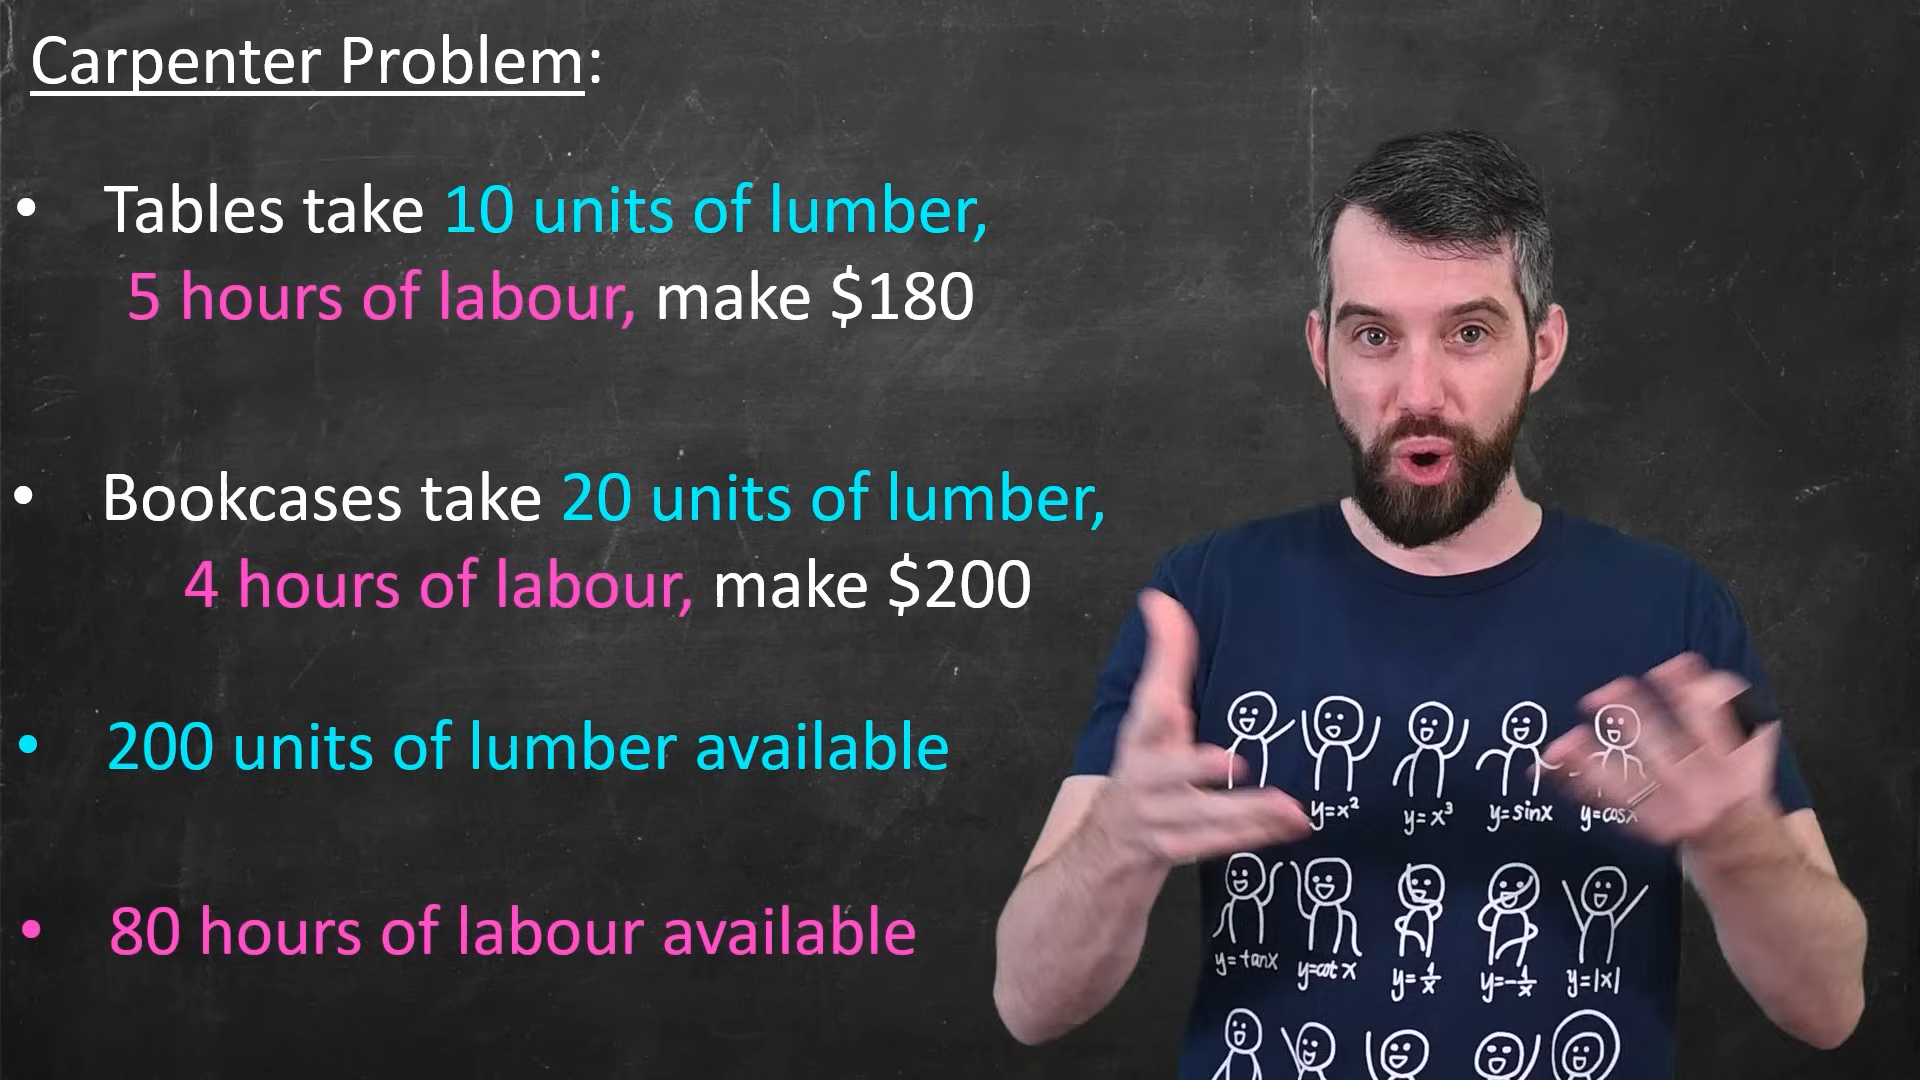 Carpenter Problem:
• Tables take 10 units of lumber,
5 hours of labour, make $180
• Bookcases take 20 units of lumber,
4 hours of labour, make $200
• 200 units of lumber available
• 80 hours of labour available
y=x² y=x³ y=sinx y=cosx
y=tanx y=cotx y=1/x y=-1/x y=|x|